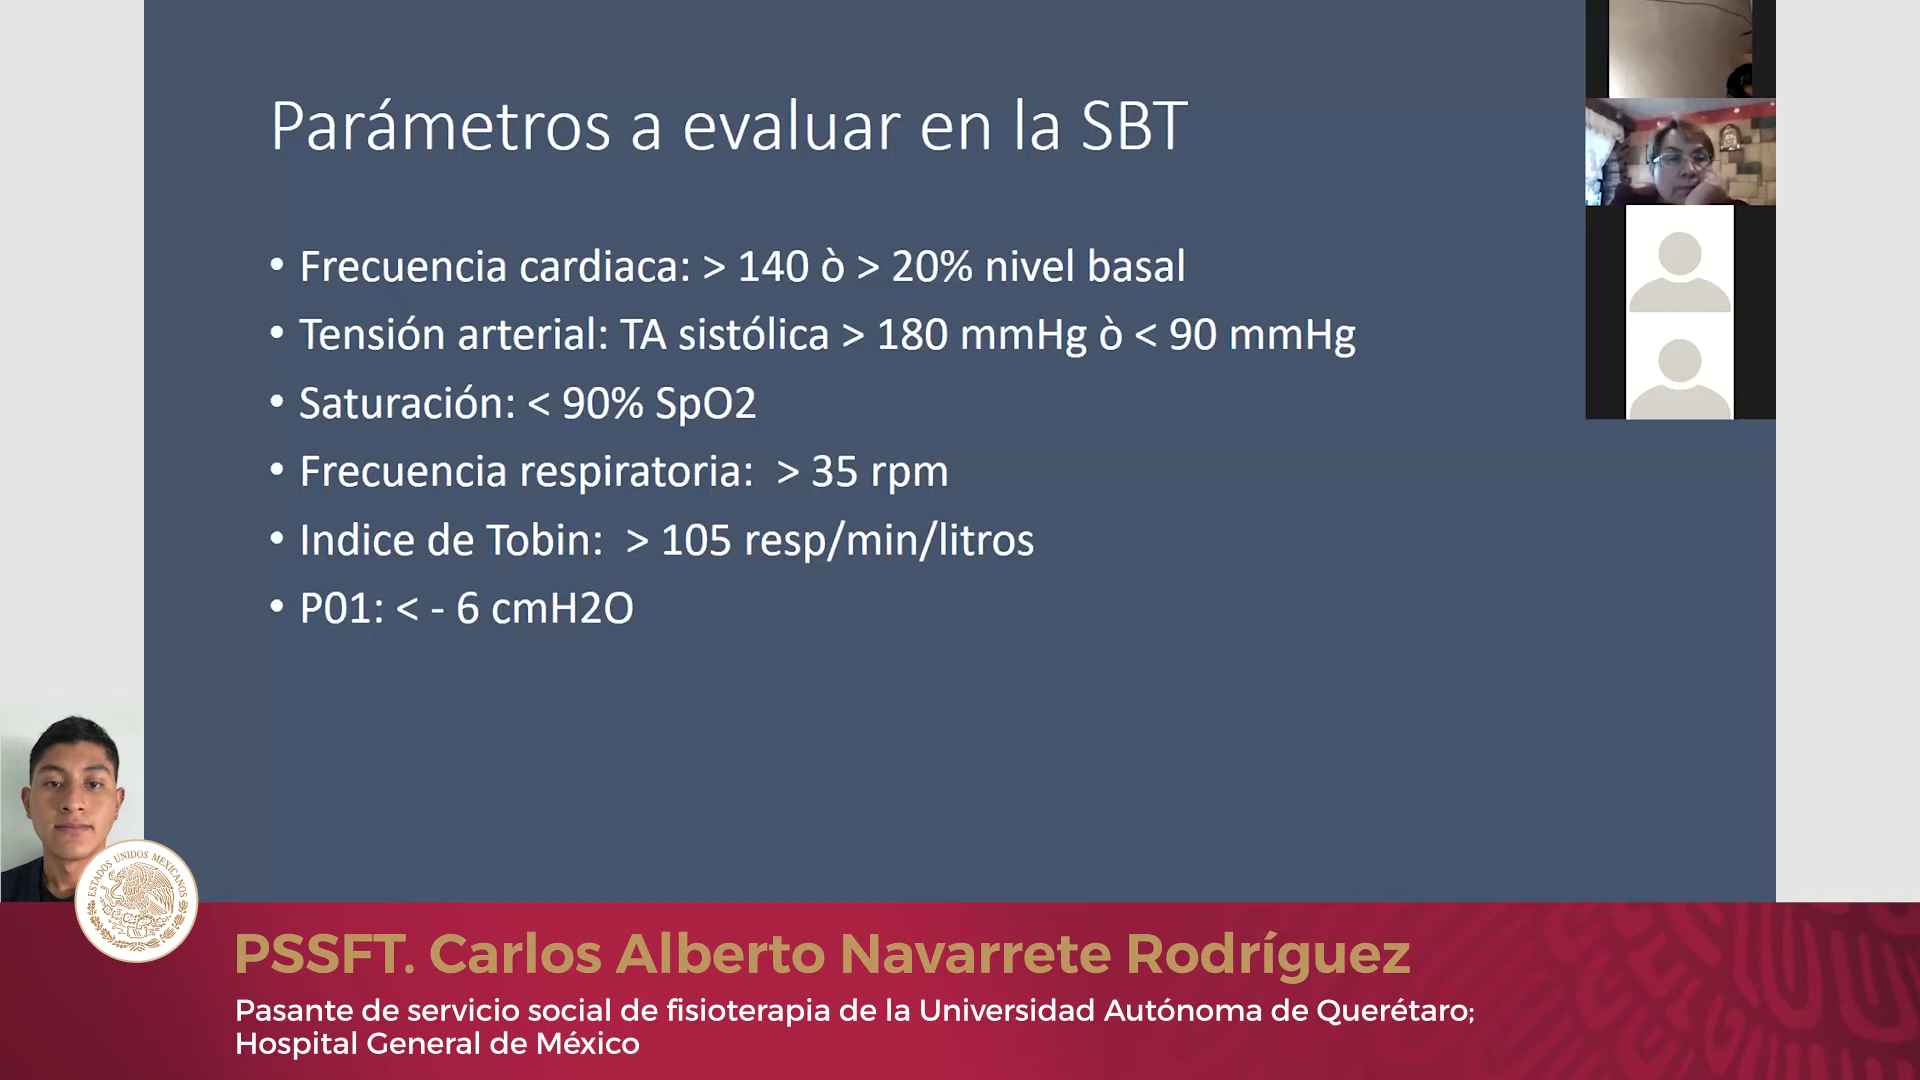 Parámetros a evaluar en la SBT
• Frecuencia cardiaca: > 140 ò > 20% nivel basal
• Tensión arterial: TA sistólica > 180 mmHg ò < 90 mmHg
• Saturación: < 90% SpO2
• Frecuencia respiratoria:  > 35 rpm
• Indice de Tobin:  > 105 resp/min/litros
• P01: < - 6 cmH2O
ESTADOS UNIDOS MEXICANOS
PSSFT. Carlos Alberto Navarrete Rodríguez
Pasante de servicio social de fisioterapia de la Universidad Autónoma de Querétaro;
Hospital General de México